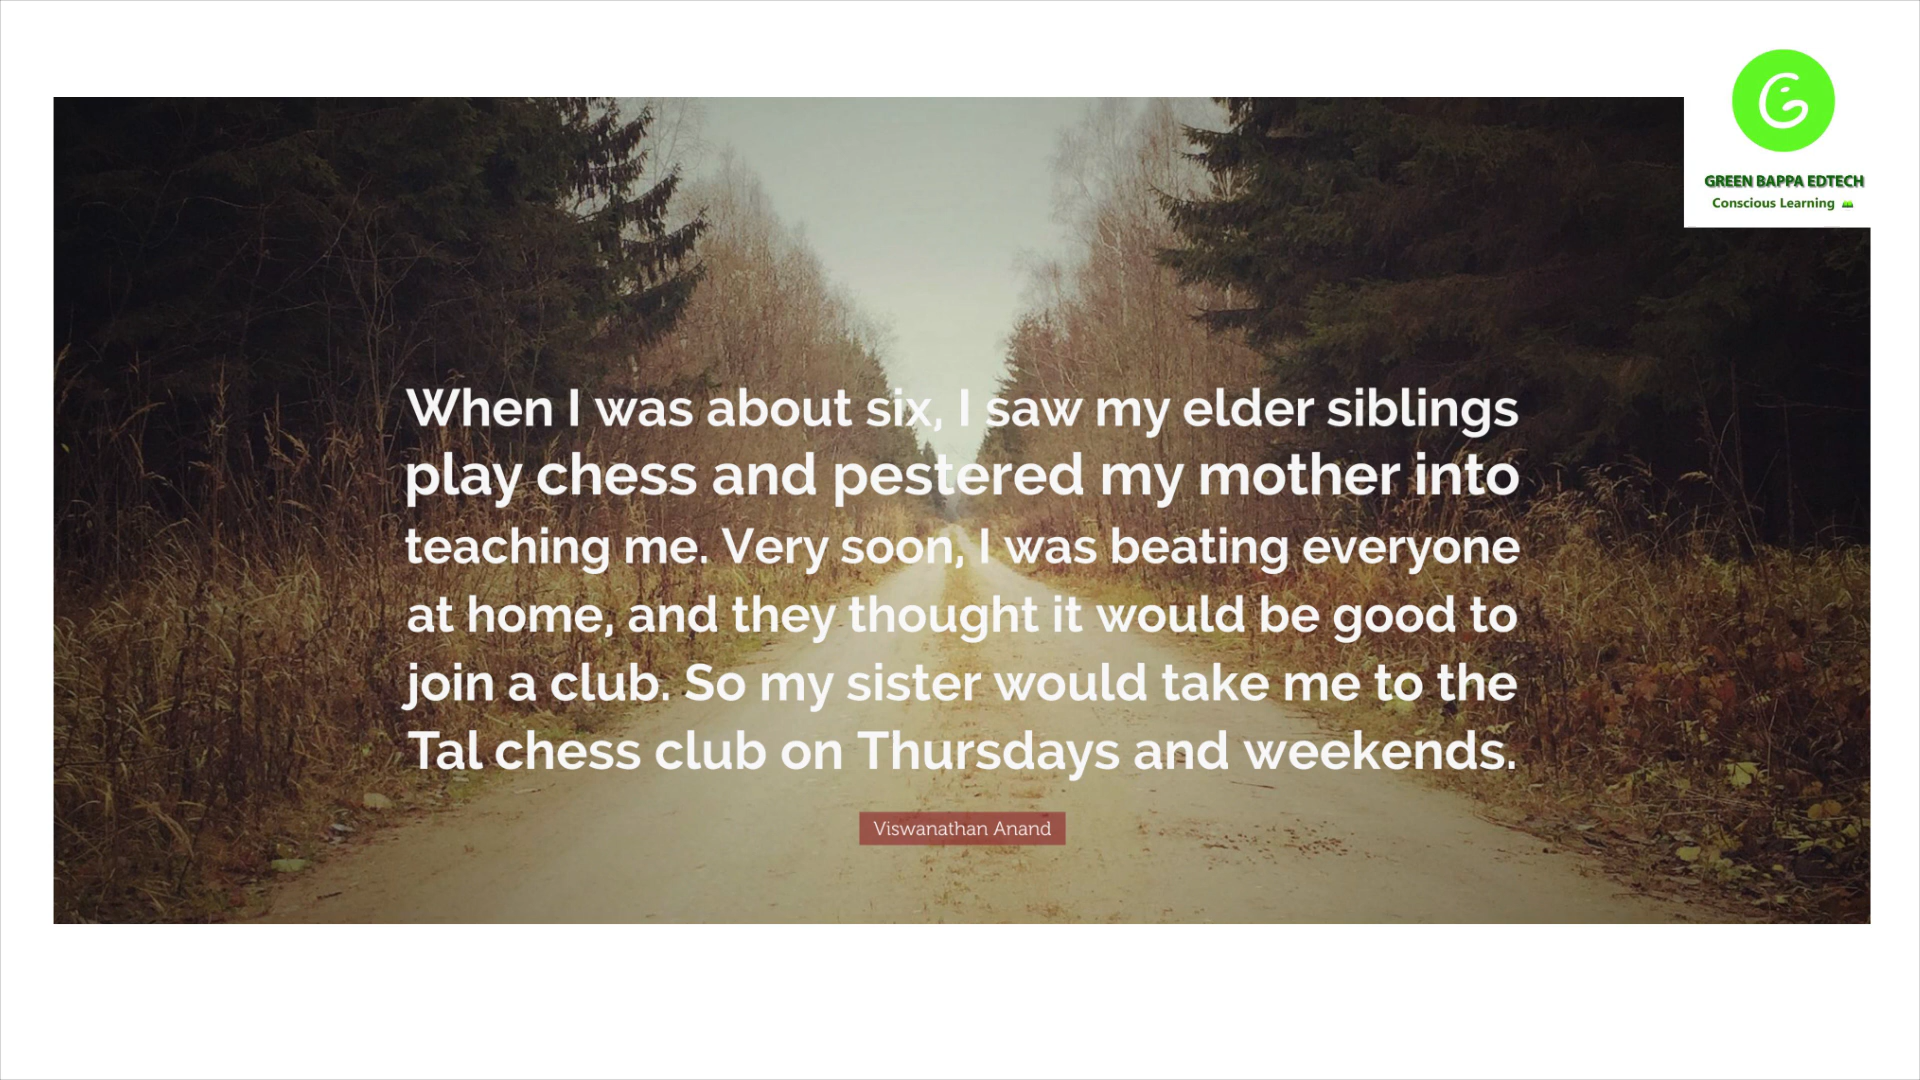 GREEN BAPPA EDTECH
Conscious Learning
When I was about six, I saw my elder siblings
play chess and pestered my mother into
teaching me. Very soon, I was beating everyone
at home, and they thought it would be good to
join a club. So my sister would take me to the
Tal chess club on Thursdays and weekends.
Viswanathan Anand